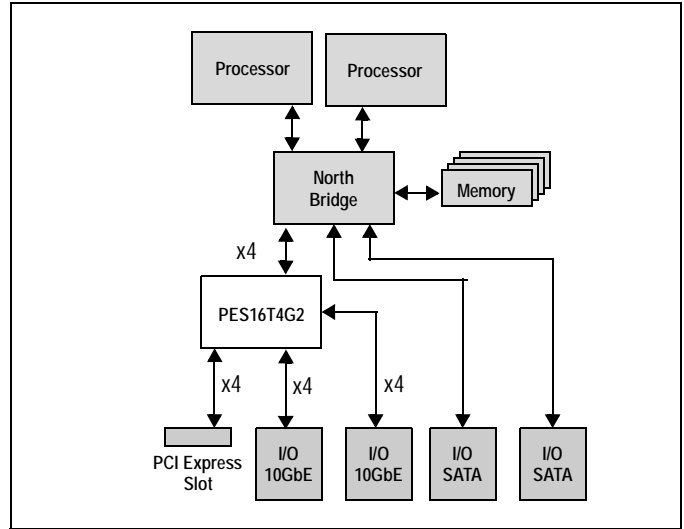 Processor
Processor
North
Bridge
Memory
x4
PES16T4G2
x4
x4
x4
PCI Express
Slot
I/O
10GbE
I/O
10GbE
I/O
SATA
I/O
SATA